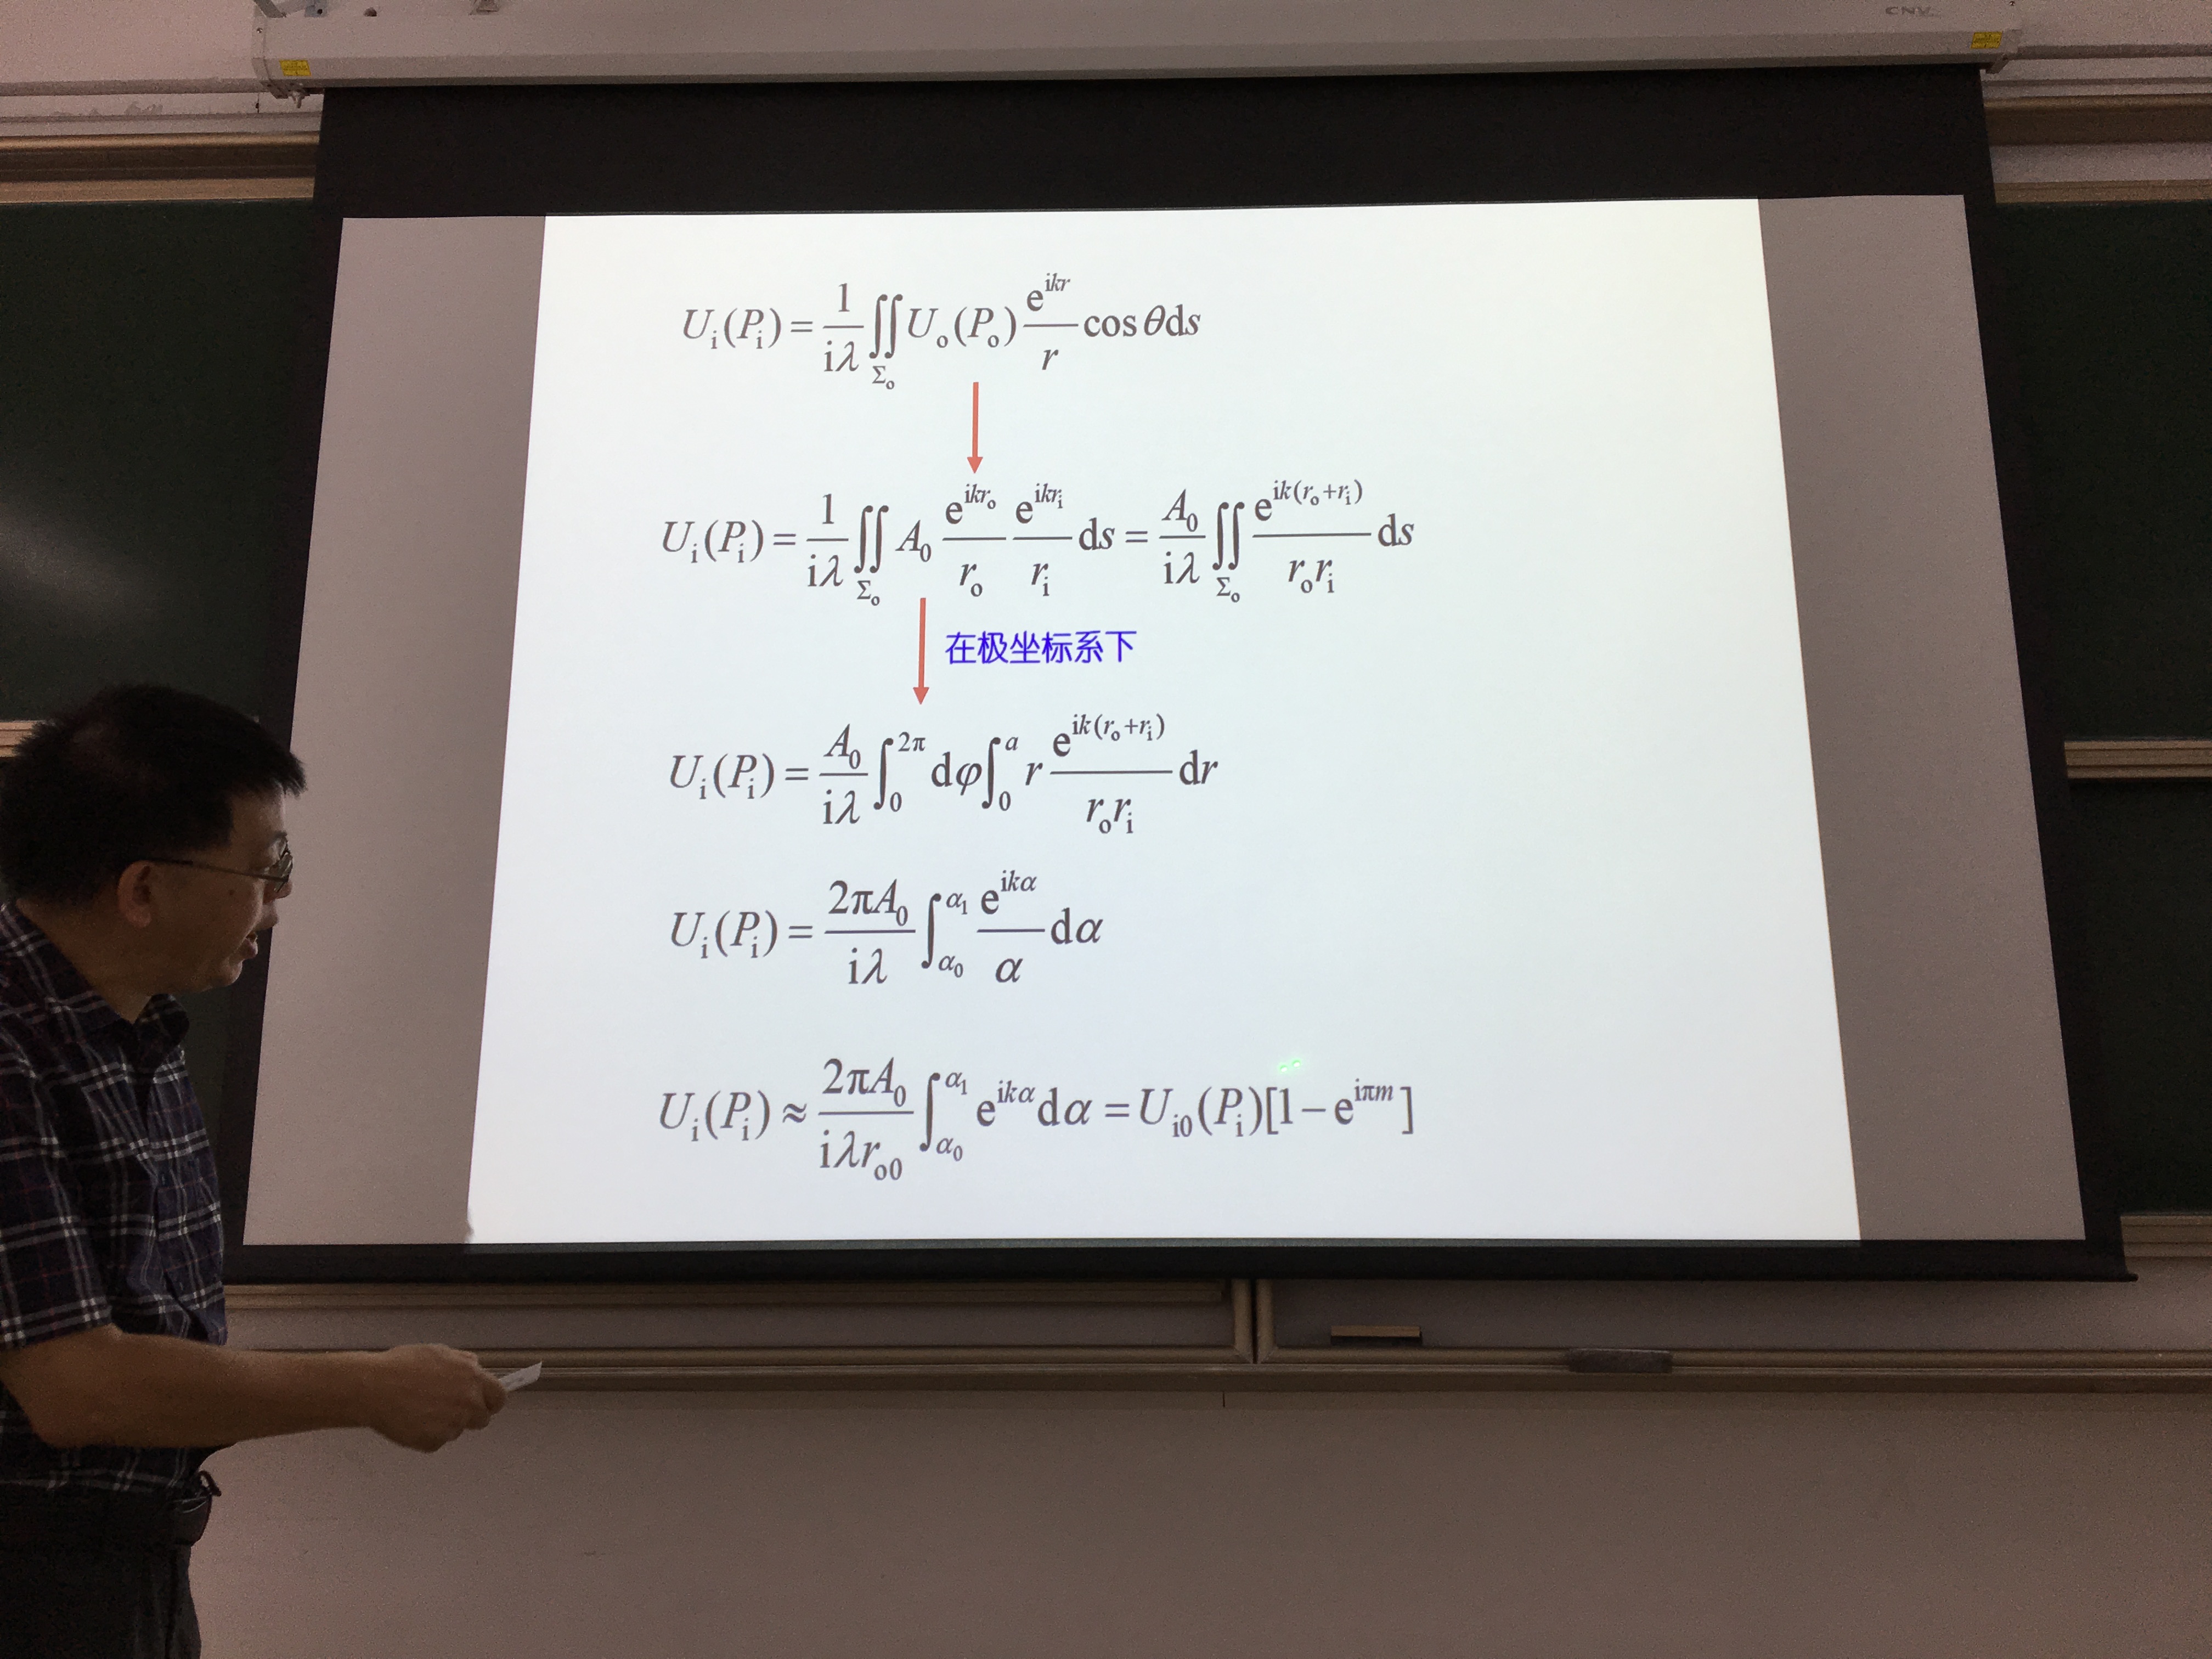 CNV
U_i(P_i) = \frac{1}{i\lambda} \iint_{\Sigma_o} U_o(P_o) \frac{e^{ikr}}{r} \cos\theta ds
U_i(P_i) = \frac{1}{i\lambda} \iint_{\Sigma_o} A_0 \frac{e^{ikr_o}}{r_o} \frac{e^{ikr_i}}{r_i} ds = \frac{A_0}{i\lambda} \iint_{\Sigma_o} \frac{e^{ik(r_o+r_i)}}{r_o r_i} ds
在极坐标系下
U_i(P_i) = \frac{A_0}{i\lambda} \int_0^{2\pi} d\varphi \int_0^a r \frac{e^{ik(r_o+r_i)}}{r_o r_i} dr
U_i(P_i) = \frac{2\pi A_0}{i\lambda} \int_{\alpha_0}^{\alpha_1} \frac{e^{ik\alpha}}{\alpha} d\alpha
U_i(P_i) \approx \frac{2\pi A_0}{i\lambda r_{o0}} \int_{\alpha_0}^{\alpha_1} e^{ik\alpha} d\alpha = U_{i0}(P_i)[1 - e^{i\pi m}]